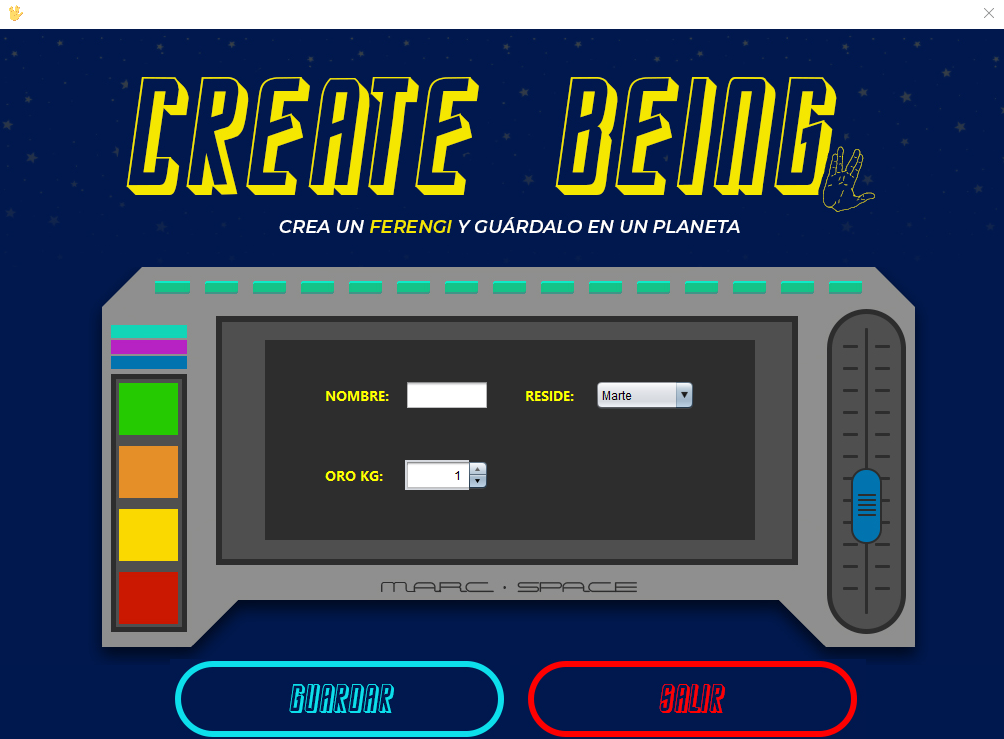 CREATE BEING
CREA UN FERENGI Y GUÁRDALO EN UN PLANETA
NOMBRE: RESIDE: Marte
ORO KG: 1
MARC · SPACE
GUARDAR SALIR